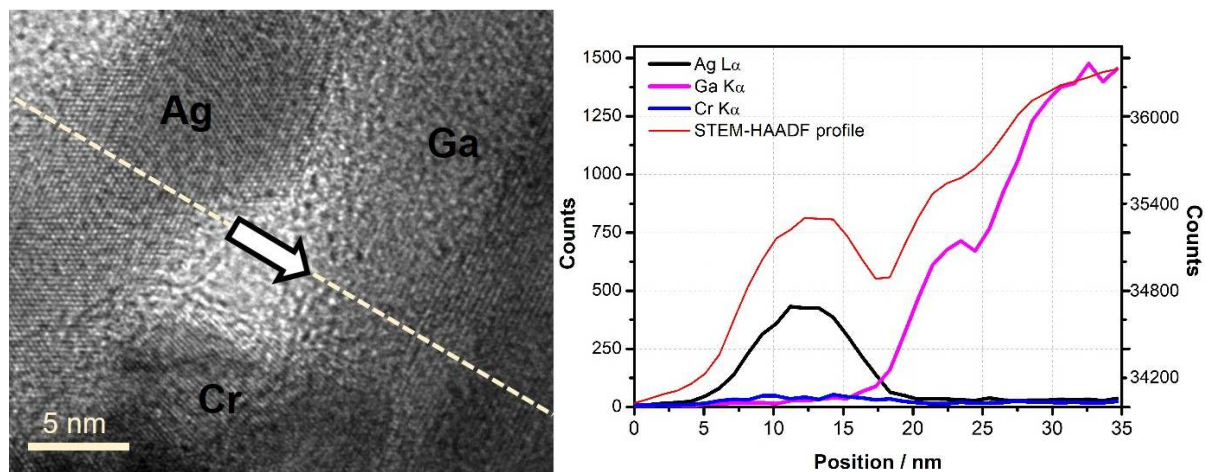 Ag
Ga
Cr
5 nm
Counts
1500
1250
1000
750
500
250
0
Ag Lα
Ga Kα
Cr Kα
STEM-HAADF profile
36000
35400
34800
34200
Counts
0 5 10 15 20 25 30 35
Position / nm